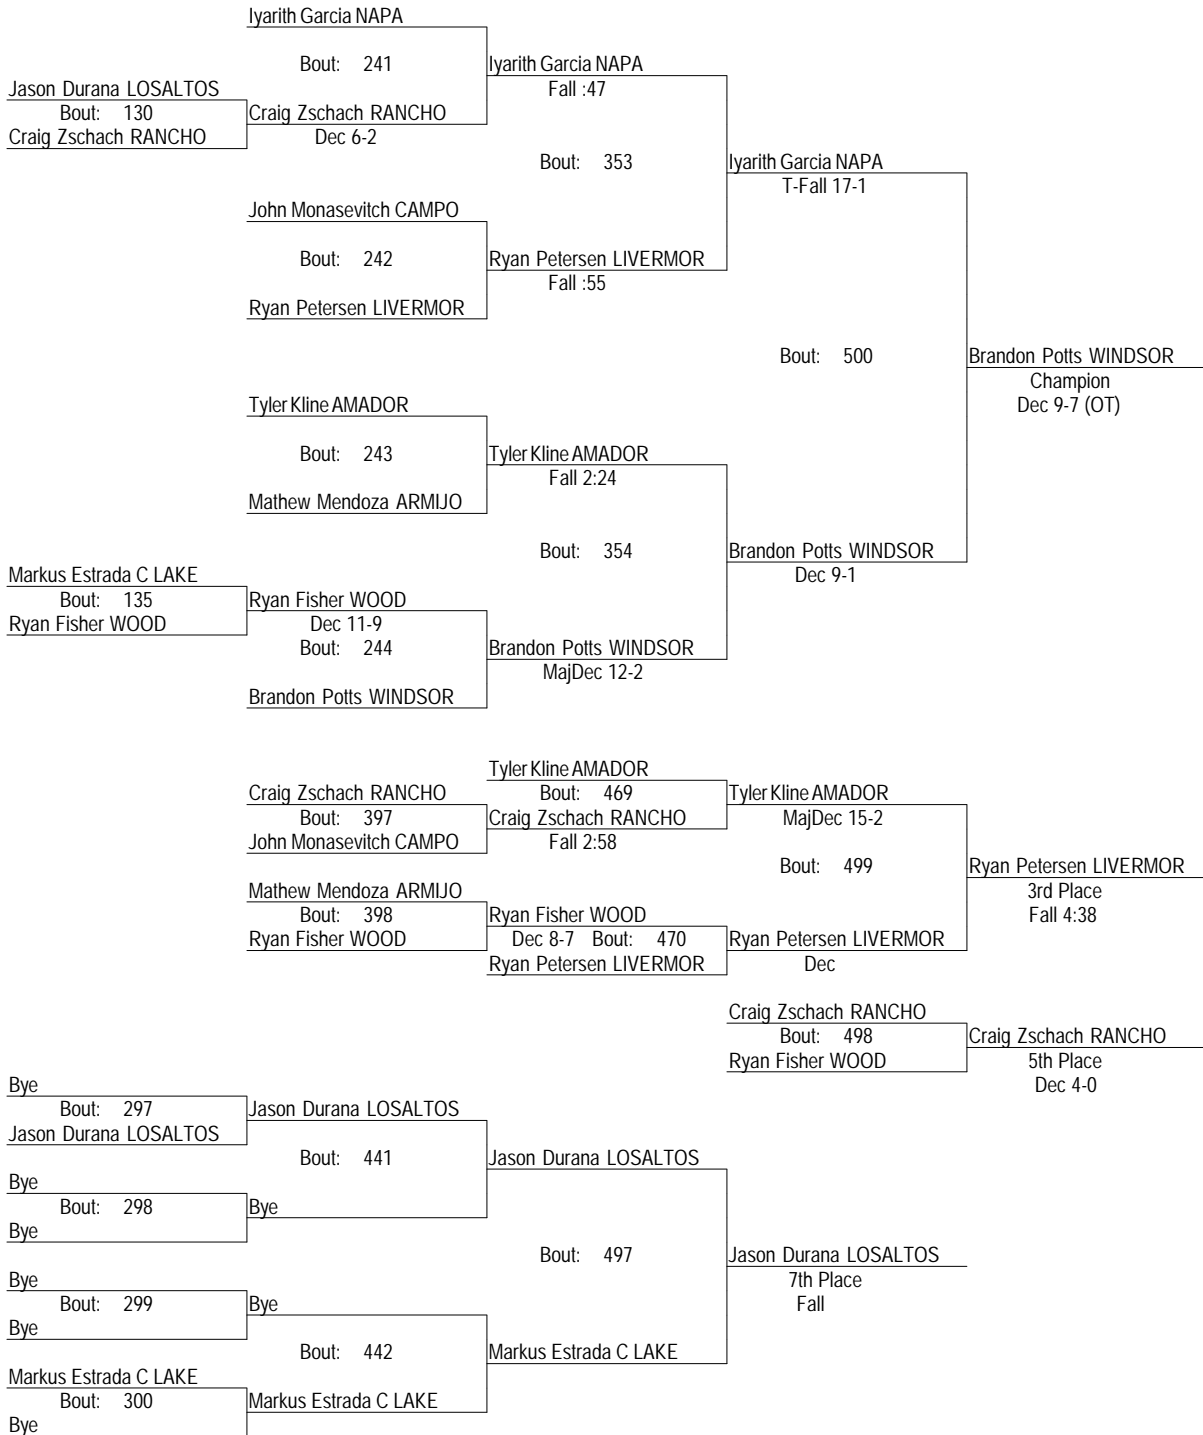 Iyarith Garcia NAPA
Bout: 241
Iyarith Garcia NAPA
Jason Durana LOSALTOS
Fall :47
Bout: 130
Craig Zschach RANCHO
Craig Zschach RANCHO
Dec 6-2
Bout: 353
Iyarith Garcia NAPA
T-Fall 17-1
John Monasevitch CAMPO
Bout: 242
Ryan Petersen LIVERMOR
Fall :55
Ryan Petersen LIVERMOR
Bout: 500
Brandon Potts WINDSOR
Champion
Dec 9-7 (OT)
Tyler Kline AMADOR
Bout: 243
Tyler Kline AMADOR
Fall 2:24
Mathew Mendoza ARMIJO
Bout: 354
Brandon Potts WINDSOR
Dec 9-1
Markus Estrada C LAKE
Bout: 135
Ryan Fisher WOOD
Ryan Fisher WOOD
Dec 11-9
Bout: 244
Brandon Potts WINDSOR
MajDec 12-2
Brandon Potts WINDSOR
Tyler Kline AMADOR
Craig Zschach RANCHO
Bout: 469
Tyler Kline AMADOR
Bout: 397
Craig Zschach RANCHO
MajDec 15-2
John Monasevitch CAMPO
Fall 2:58
Bout: 499
Ryan Petersen LIVERMOR
3rd Place
Fall 4:38
Mathew Mendoza ARMIJO
Bout: 398
Ryan Fisher WOOD
Ryan Fisher WOOD
Dec 8-7 Bout: 470
Ryan Petersen LIVERMOR
Ryan Petersen LIVERMOR
Dec
Craig Zschach RANCHO
Bout: 498
Craig Zschach RANCHO
Ryan Fisher WOOD
5th Place
Dec 4-0
Bye
Bout: 297
Jason Durana LOSALTOS
Jason Durana LOSALTOS
Bout: 441
Jason Durana LOSALTOS
Bye
Bout: 298
Bye
Bye
Bout: 497
Jason Durana LOSALTOS
7th Place
Fall
Bye
Bout: 299
Bye
Bye
Bout: 442
Markus Estrada C LAKE
Markus Estrada C LAKE
Bout: 300
Markus Estrada C LAKE
Bye